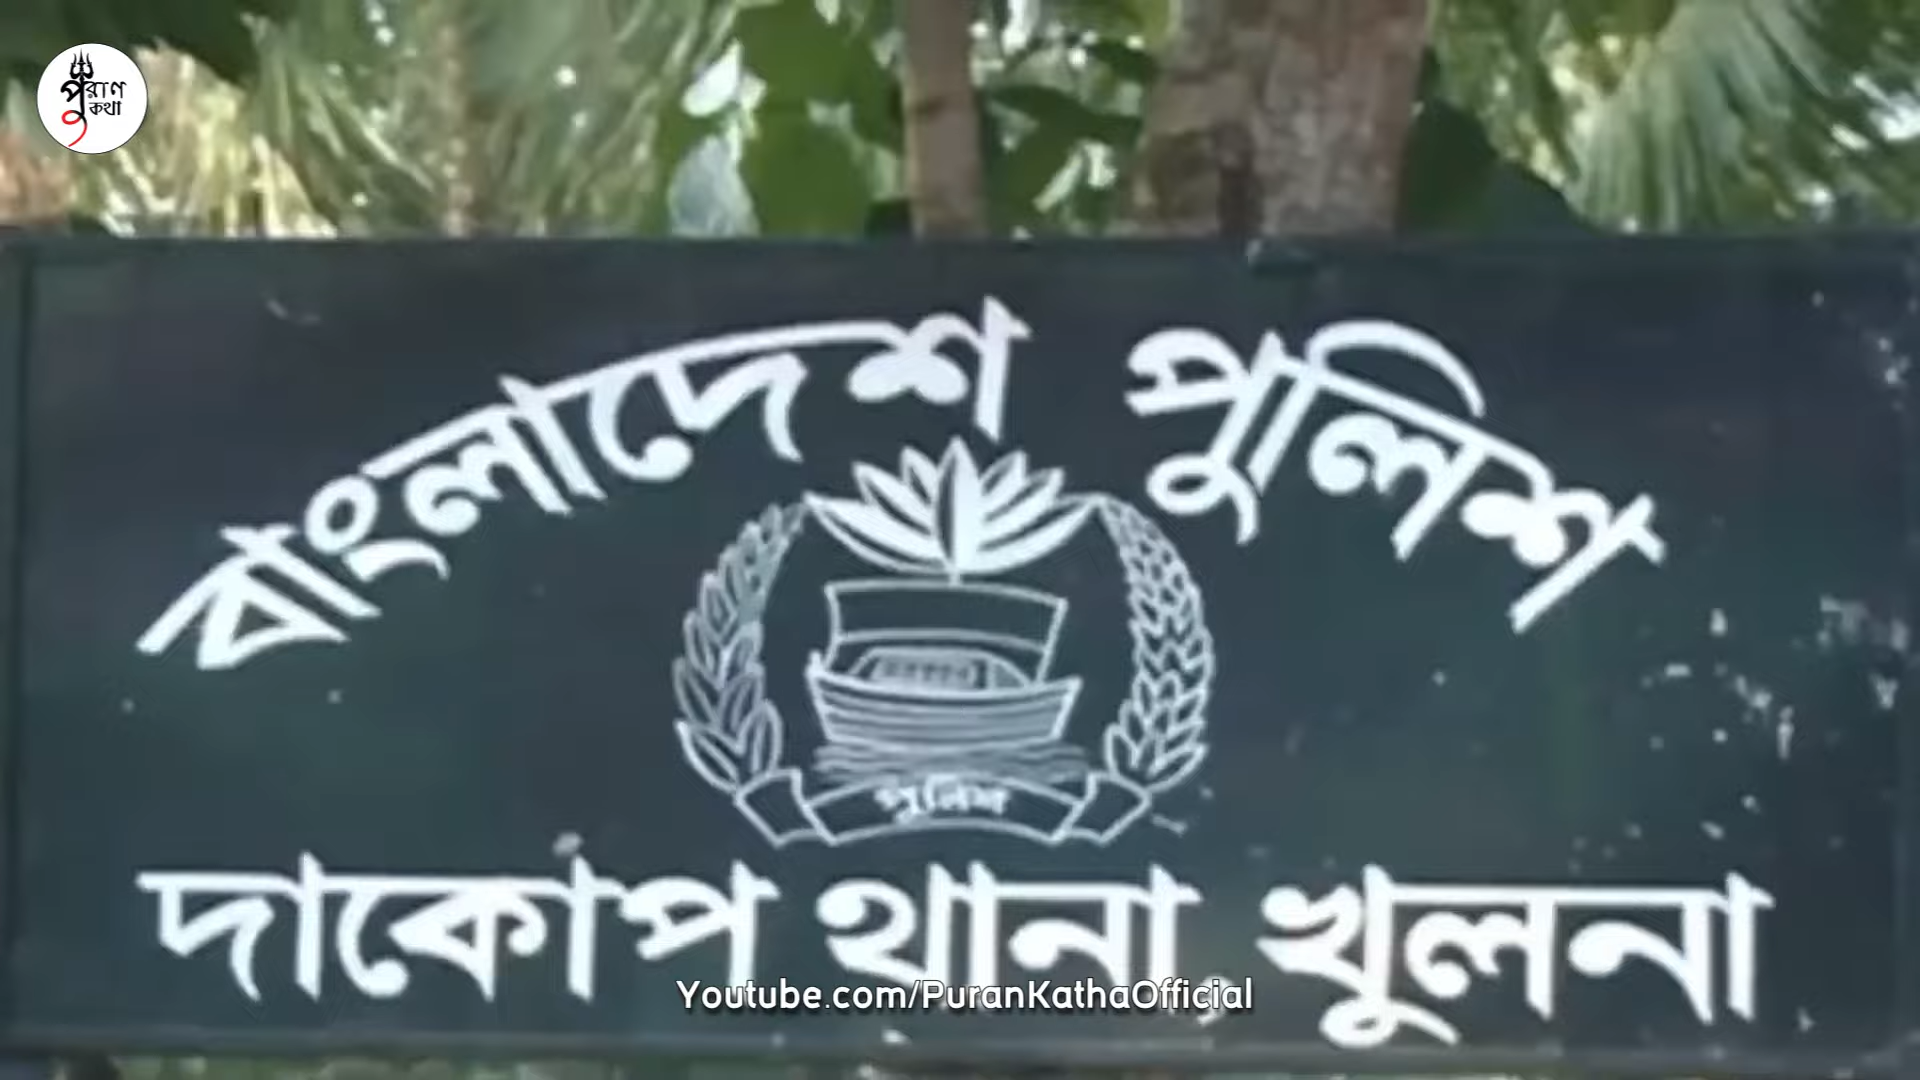 পুরাণ
কথা
বাংলাদেশ পুলিশ
পুলিশ
দাকোপ থানা, খুলনা
Youtube.com/PuranKathaOfficial